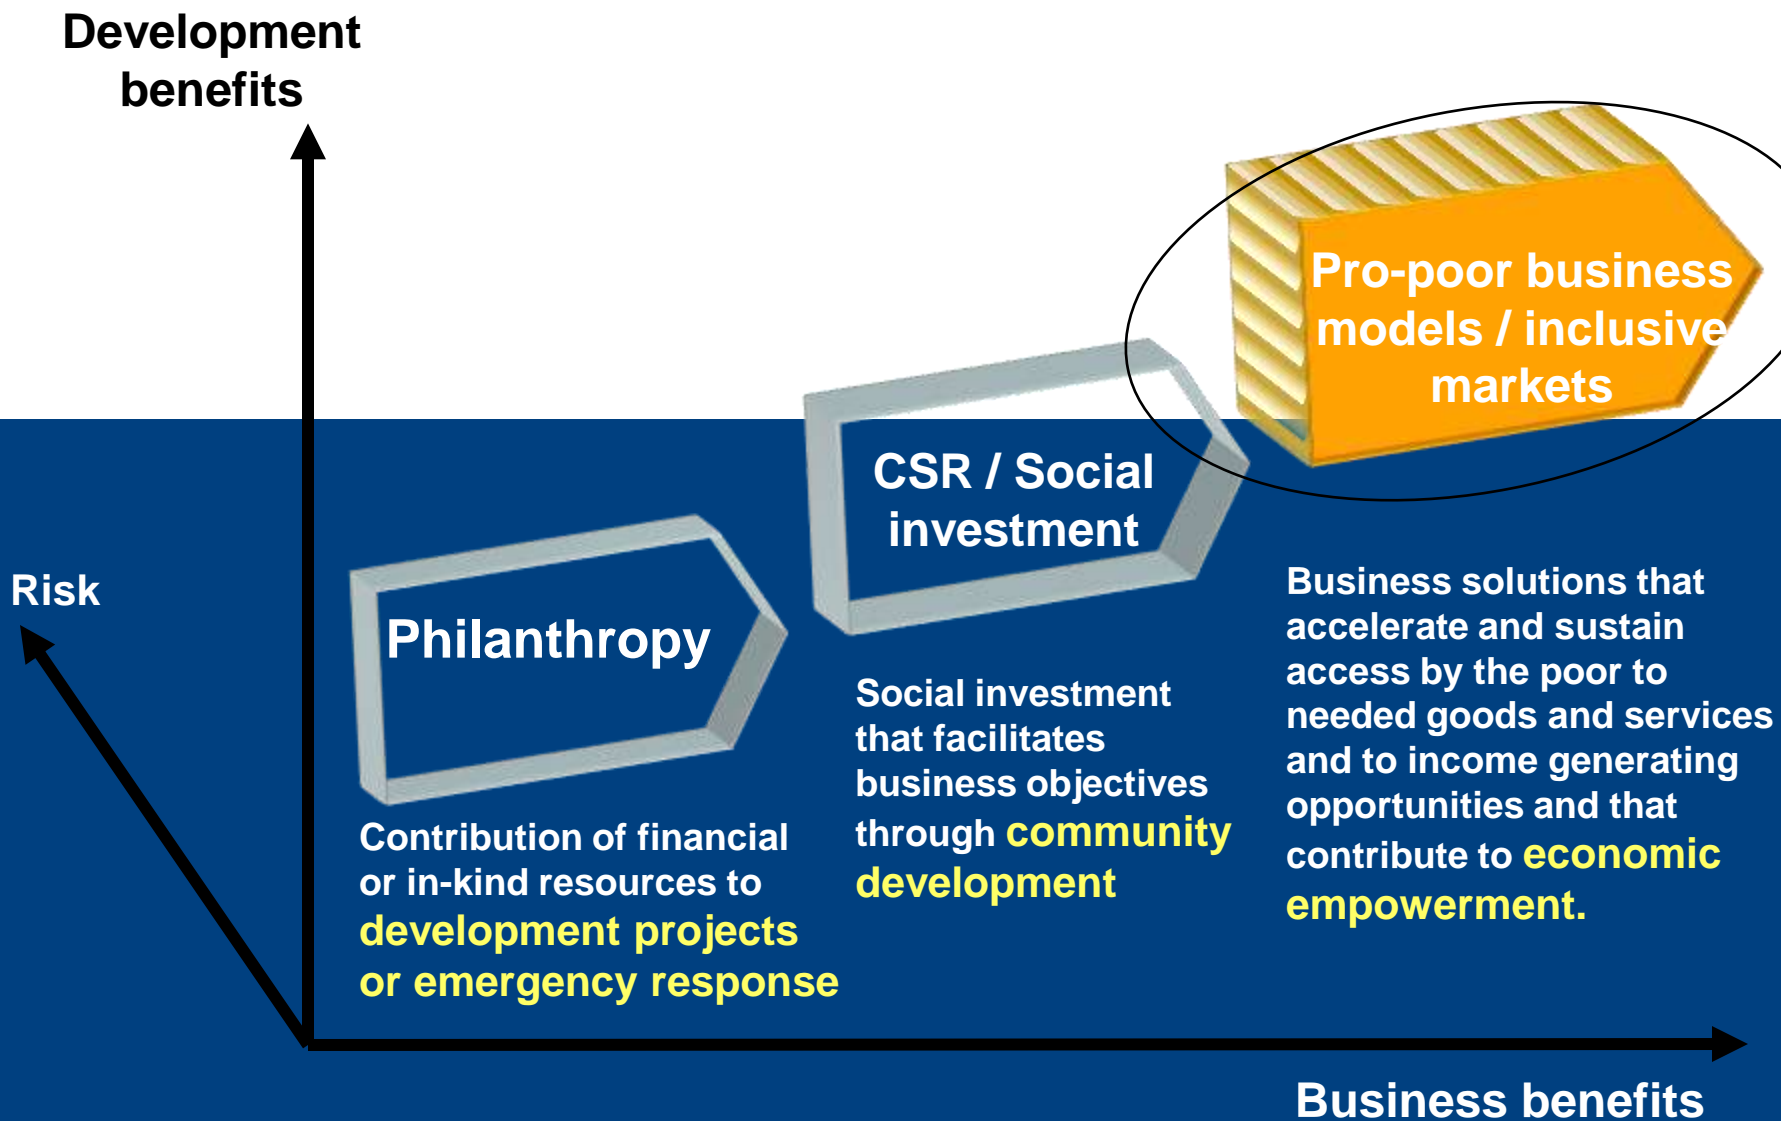 Development
benefits
Pro-poor business
models / inclusive
markets
CSR / Social
investment
Risk
Philanthropy
Business solutions that
accelerate and sustain
access by the poor to
needed goods and services
and to income generating
opportunities and that
contribute to economic
empowerment.
Social investment
that facilitates
business objectives
through community
development
Contribution of financial
or in-kind resources to
development projects
or emergency response
Business benefits